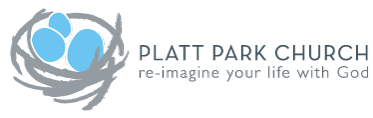 PLATT PARK CHURCH
re-imagine your life with God